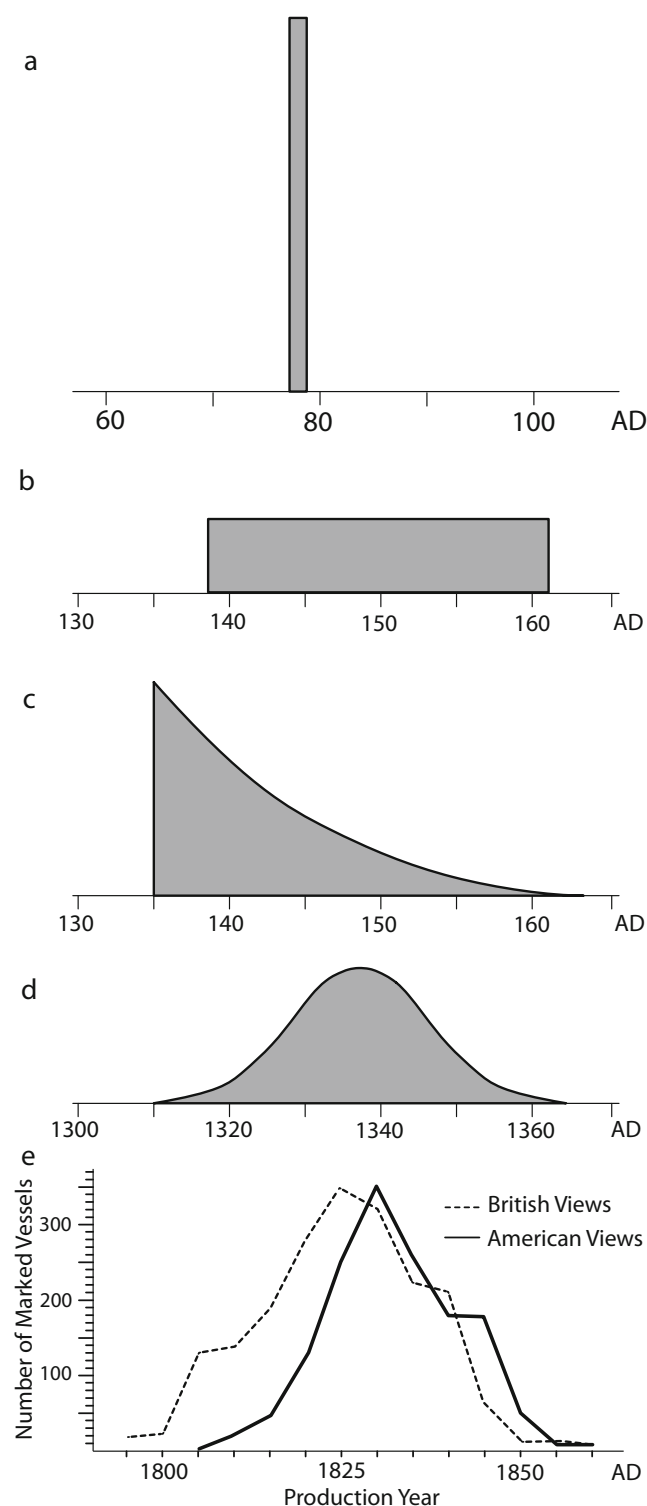 a
60 80 100 AD
b
130 140 150 160 AD
c
130 140 150 160 AD
d
1300 1320 1340 1360 AD
e
Number of Marked Vessels
300
200
100
British Views
American Views
1800 1825 1850 AD
Production Year